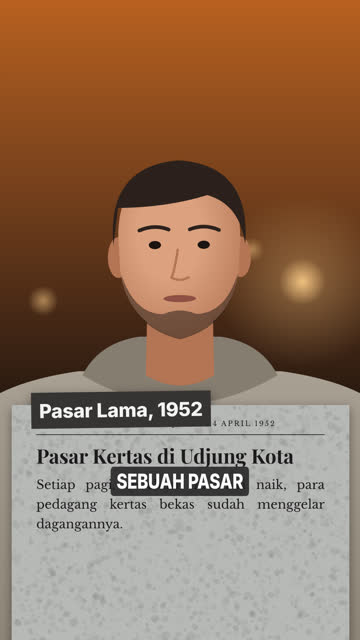 Pasar Lama, 1952
4 APRIL 1952
Pasar Kertas di Udjung Kota
Setiap pagi naik, para
SEBUAH PASAR
pedagang kertas bekas sudah menggelar
dagangannya.